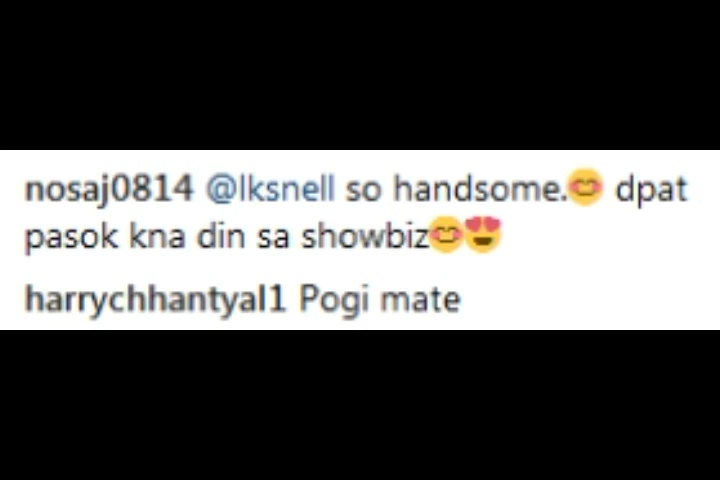 nosaj0814 @lksnell so handsome.😊 dpat
pasok kna din sa showbiz😊😍
harrychhantyal1 Pogi mate